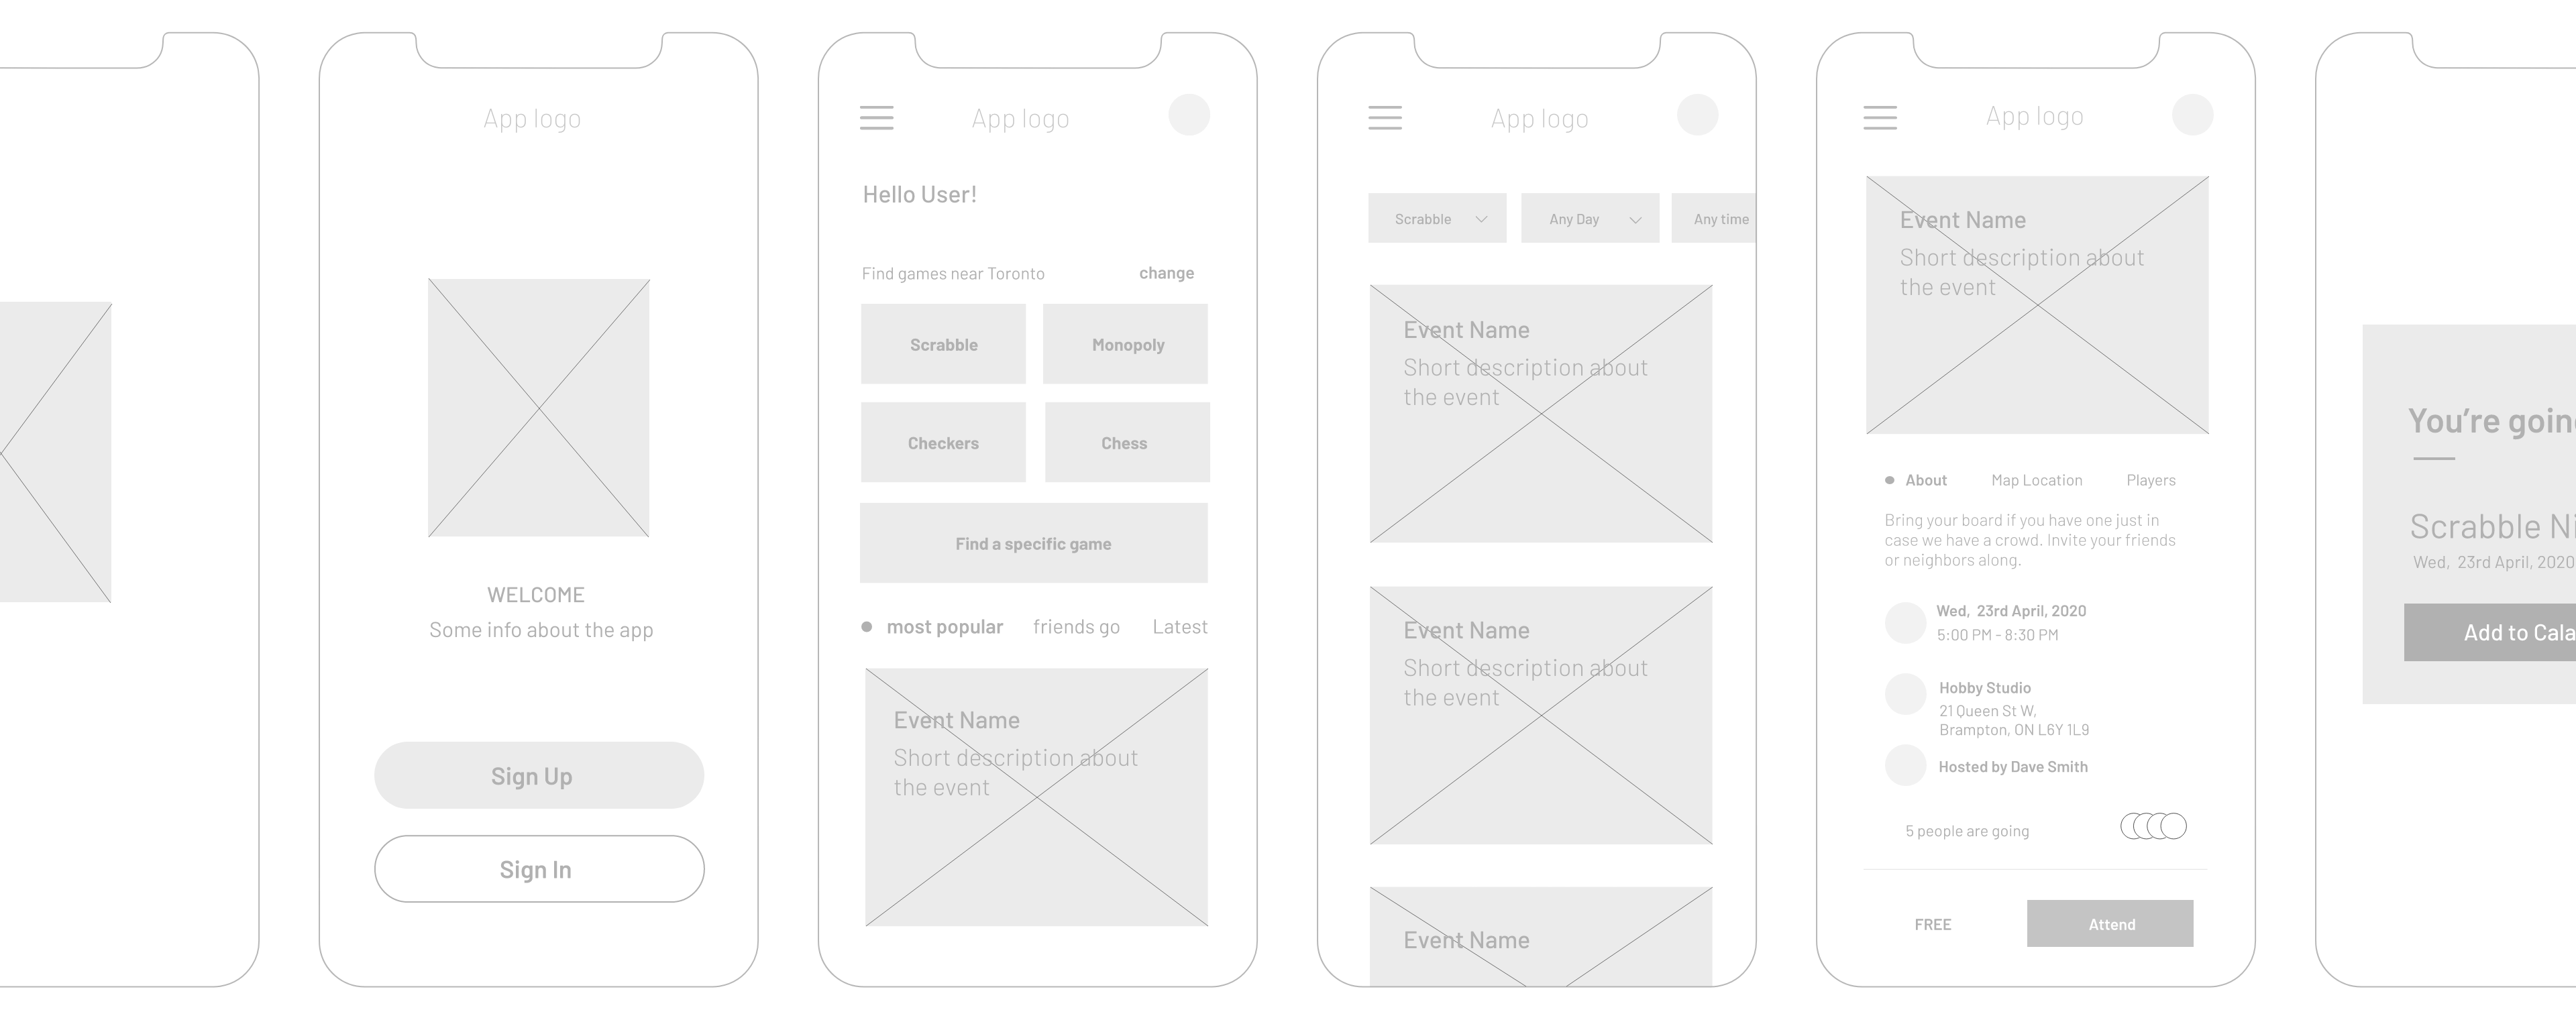 App logo
WELCOME
Some info about the app
Sign Up
Sign In
App logo
Hello User!
Find games near Toronto
change
Scrabble
Monopoly
Checkers
Chess
Find a specific game
most popular
friends go
Latest
Event Name
Short description about
the event
App logo
Scrabble
Any Day
Any time
Event Name
Short description about
the event
Event Name
Short description about
the event
Event Name
App logo
Event Name
Short description about
the event
About
Map Location
Players
Bring your board if you have one just in
case we have a crowd. Invite your friends
or neighbors along.
Wed, 23rd April, 2020
5:00 PM - 8:30 PM
Hobby Studio
21 Queen St W,
Brampton, ON L6Y 1L9
Hosted by Dave Smith
5 people are going
FREE
Attend
You’re goin
Scrabble Ni
Wed, 23rd April, 2020
Add to Cala